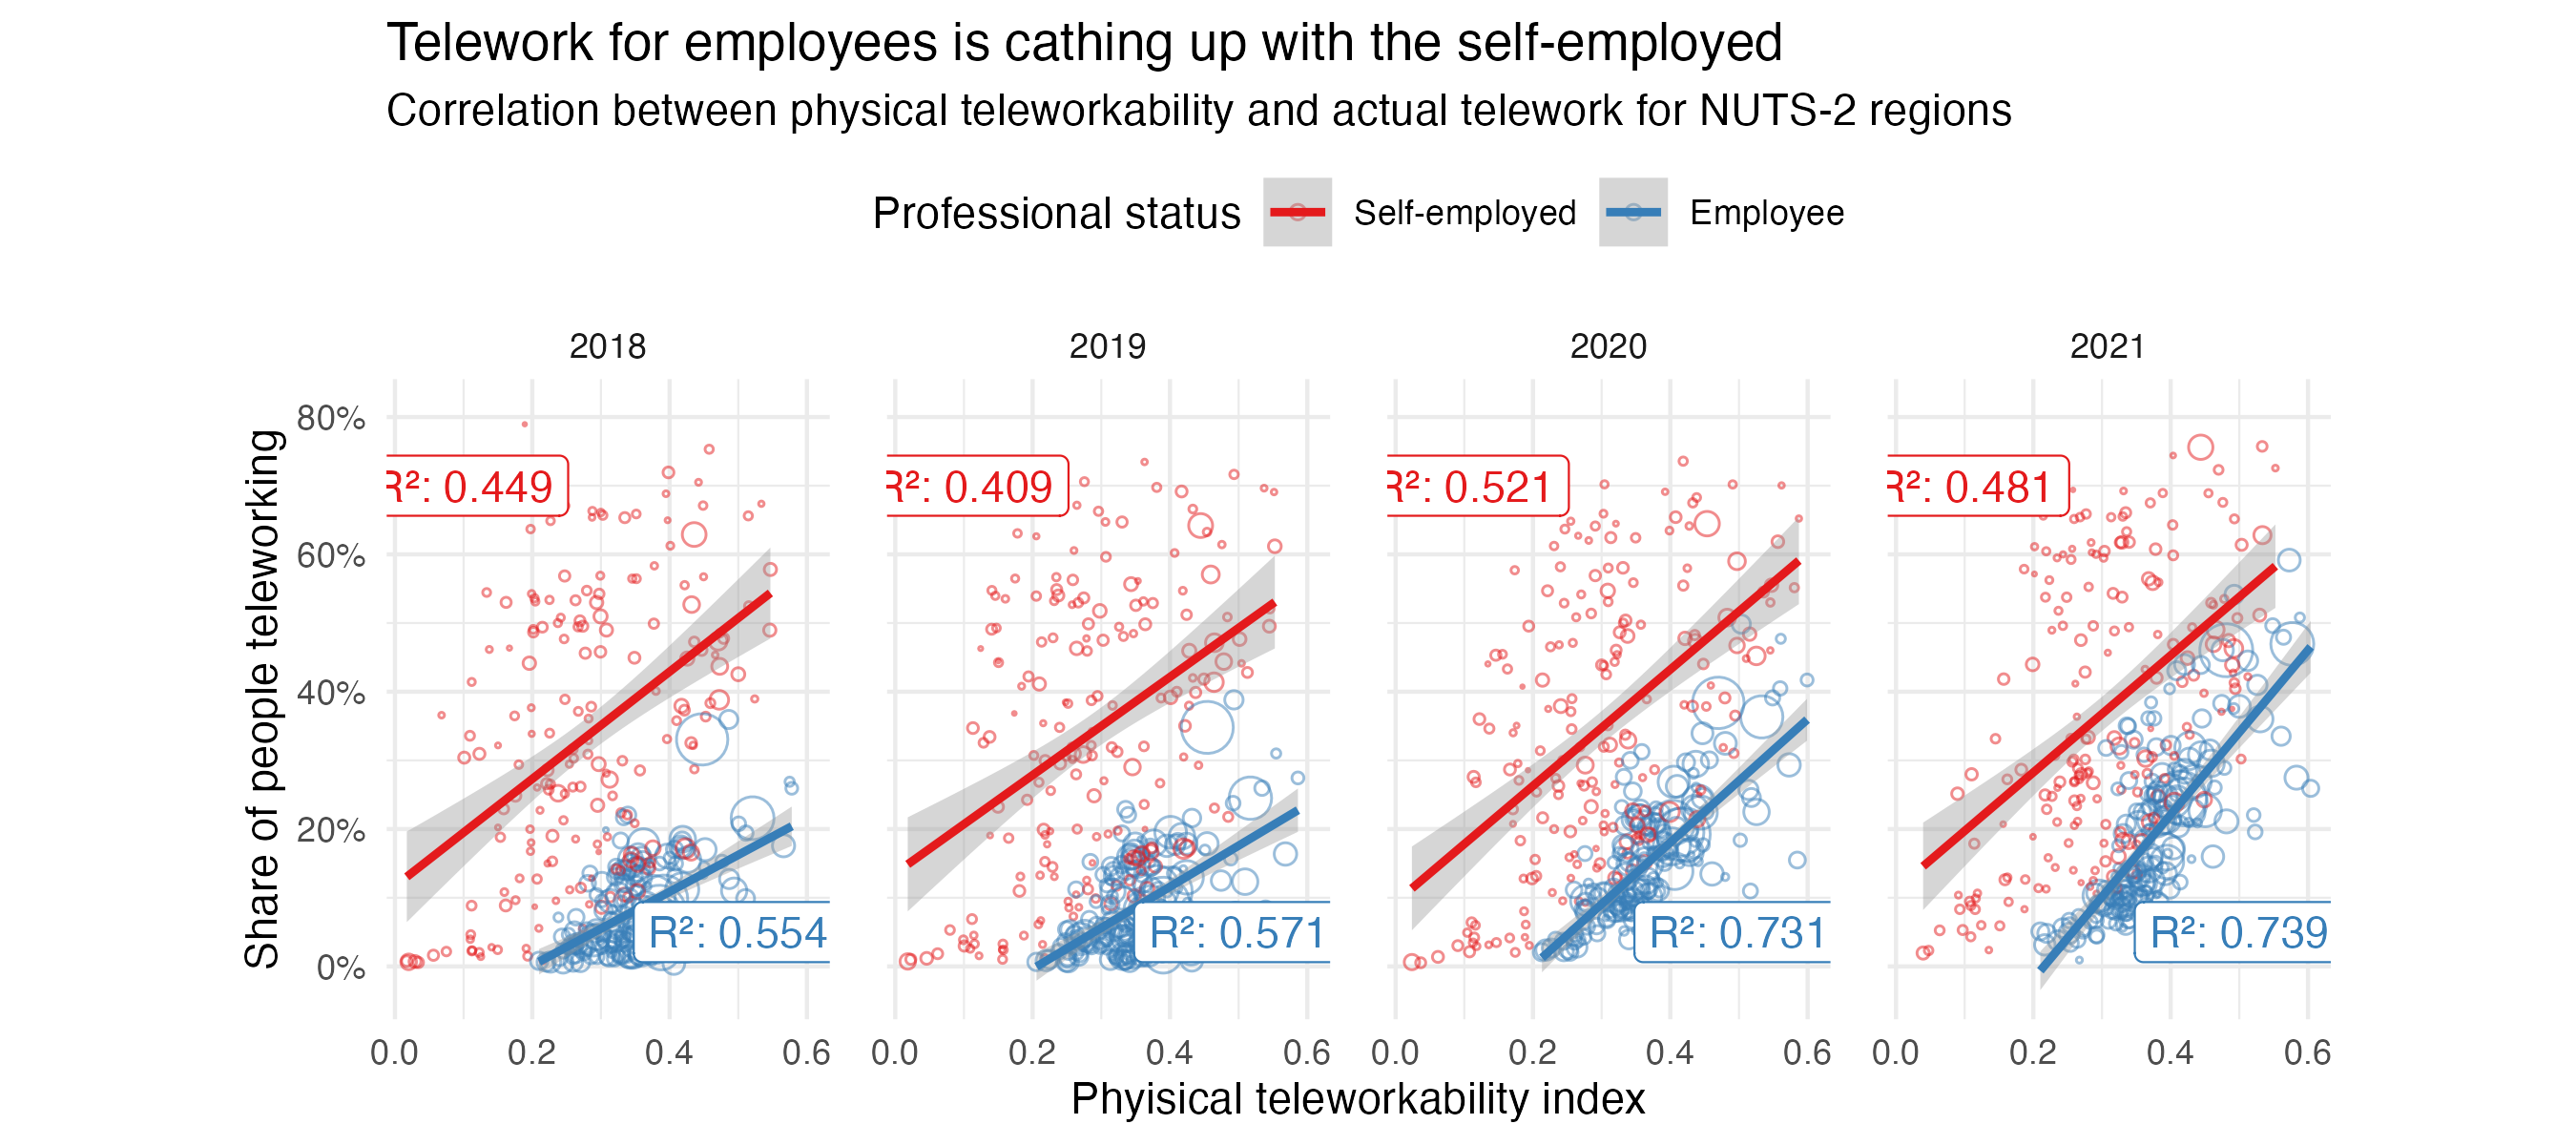 Telework for employees is cathing up with the self-employed
Correlation between physical teleworkability and actual telework for NUTS-2 regions
Professional status Self-employed Employee
2018 2019 2020 2021
80%
60%
40%
20%
0%
Share of people teleworking
R²: 0.449 R²: 0.409 R²: 0.521 R²: 0.481
R²: 0.554 R²: 0.571 R²: 0.731 R²: 0.739
0.0 0.2 0.4 0.6 0.0 0.2 0.4 0.6 0.0 0.2 0.4 0.6 0.0 0.2 0.4 0.6
Phyisical teleworkability index